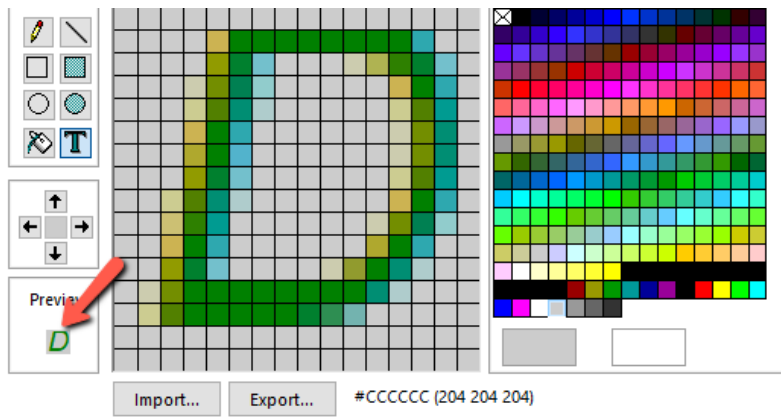 T
Preview
D
D
Import...
Export...
#CCCCCC (204 204 204)